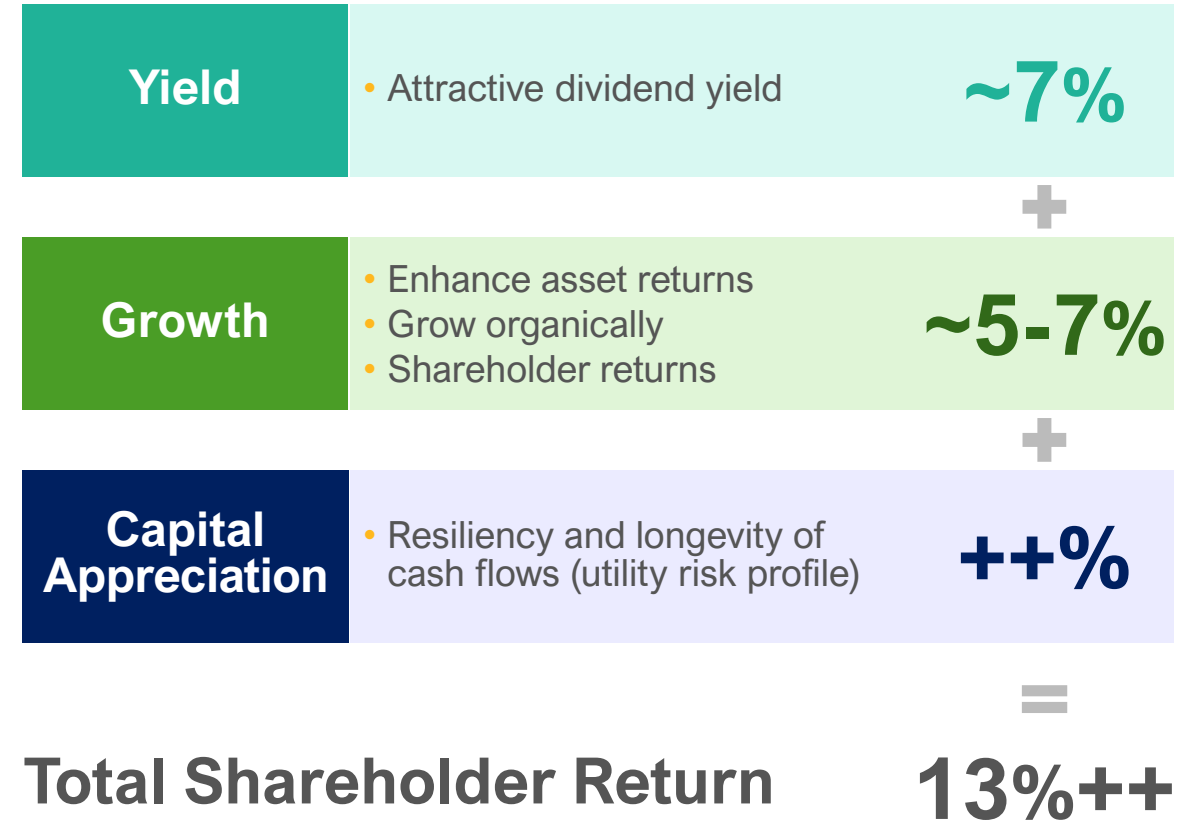 Yield
• Attractive dividend yield
~7%
+
Growth
• Enhance asset returns
• Grow organically
• Shareholder returns
~5-7%
+
Capital
Appreciation
• Resiliency and longevity of
cash flows (utility risk profile)
++%
=
Total Shareholder Return 13%++